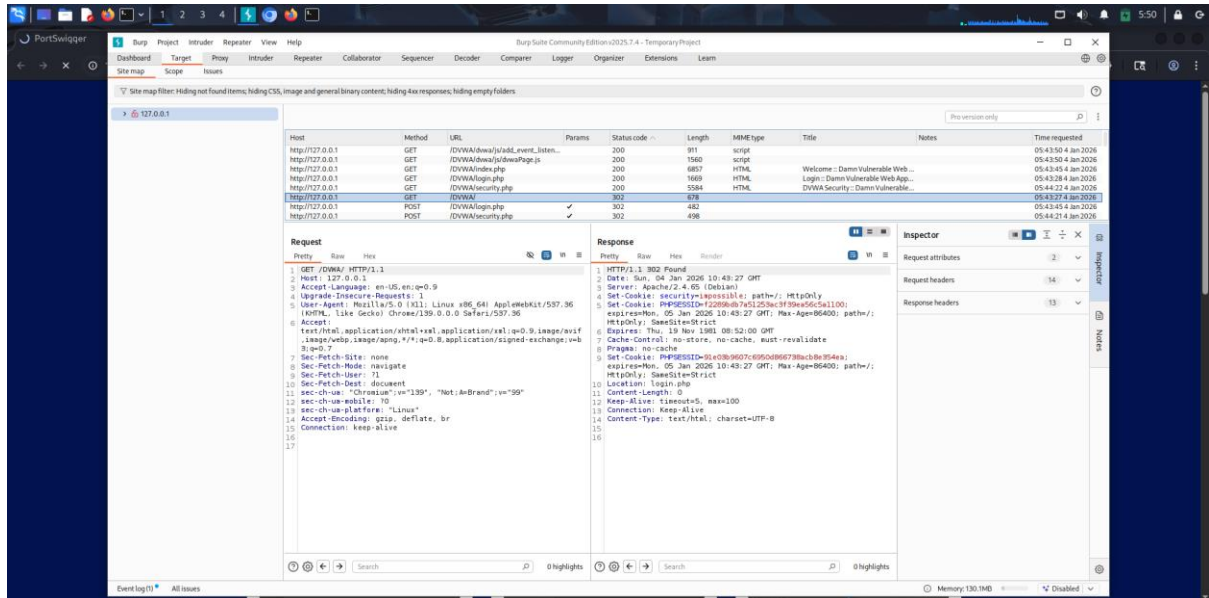 1 2 3 4
5:50
PortSwigger
Burp Project Intruder Repeater View Help
Burp Suite Community Edition v2025.7.4 - Temporary Project
Dashboard Target Proxy Intruder Repeater Collaborator Sequencer Decoder Comparer Logger Organizer Extensions Learn
Site map Scope Issues
Site map filter: Hiding not found items; hiding CSS, image and general binary content; hiding 4xx responses; hiding empty folders
127.0.0.1
Pro version only
Host Method URL Params Status code Length MIME type Title Notes Time requested
http://127.0.0.1 GET /DVWA/dvwa/js/add_event_listen... 200 911 script 05:43:50 4 Jan 2026
http://127.0.0.1 GET /DVWA/dvwa/js/dvwaPage.js 200 1560 script 05:43:50 4 Jan 2026
http://127.0.0.1 GET /DVWA/index.php 200 6857 HTML Welcome :: Damn Vulnerable Web ... 05:43:45 4 Jan 2026
http://127.0.0.1 GET /DVWA/login.php 200 1669 HTML Login :: Damn Vulnerable Web App... 05:43:28 4 Jan 2026
http://127.0.0.1 GET /DVWA/security.php 200 5584 HTML DVWA Security :: Damn Vulnerable... 05:44:22 4 Jan 2026
http://127.0.0.1 GET /DVWA/ 302 678 05:43:27 4 Jan 2026
http://127.0.0.1 POST /DVWA/login.php ✓ 302 482 05:43:45 4 Jan 2026
http://127.0.0.1 POST /DVWA/security.php ✓ 302 498 05:44:21 4 Jan 2026
Request
Pretty Raw Hex
1 GET /DVWA/ HTTP/1.1
2 Host: 127.0.0.1
3 Accept-Language: en-US,en;q=0.9
4 Upgrade-Insecure-Requests: 1
5 User-Agent: Mozilla/5.0 (X11; Linux x86_64) AppleWebKit/537.36
(KHTML, like Gecko) Chrome/139.0.0.0 Safari/537.36
6 Accept:
text/html,application/xhtml+xml,application/xml;q=0.9,image/avif
,image/webp,image/apng,*/*;q=0.8,application/signed-exchange;v=b
3;q=0.7
7 Sec-Fetch-Site: none
8 Sec-Fetch-Mode: navigate
9 Sec-Fetch-User: ?1
10 Sec-Fetch-Dest: document
11 sec-ch-ua: "Chromium";v="139", "Not;A=Brand";v="99"
12 sec-ch-ua-mobile: ?0
13 sec-ch-ua-platform: "Linux"
14 Accept-Encoding: gzip, deflate, br
15 Connection: keep-alive
16
17
Response
Pretty Raw Hex Render
1 HTTP/1.1 302 Found
2 Date: Sun, 04 Jan 2026 10:43:27 GMT
3 Server: Apache/2.4.65 (Debian)
4 Set-Cookie: security=impossible; path=/; HttpOnly
5 Set-Cookie: PHPSESSID=f2289bdb7a51253ac3f39ea56c5a1100;
expires=Mon, 05 Jan 2026 10:43:27 GMT; Max-Age=86400; path=/;
HttpOnly; SameSite=Strict
6 Expires: Thu, 19 Nov 1981 08:52:00 GMT
7 Cache-Control: no-store, no-cache, must-revalidate
8 Pragma: no-cache
9 Set-Cookie: PHPSESSID=91e03b9607c6950d866738acb8e354ea;
expires=Mon, 05 Jan 2026 10:43:27 GMT; Max-Age=86400; path=/;
HttpOnly; SameSite=Strict
10 Location: login.php
11 Content-Length: 0
12 Keep-Alive: timeout=5, max=100
13 Connection: Keep-Alive
14 Content-Type: text/html; charset=UTF-8
15
16
Inspector
Request attributes 2
Request headers 14
Response headers 13
Inspector
Notes
Search 0 highlights
Search 0 highlights
Event log (1) All issues
Memory: 130.1MB Disabled